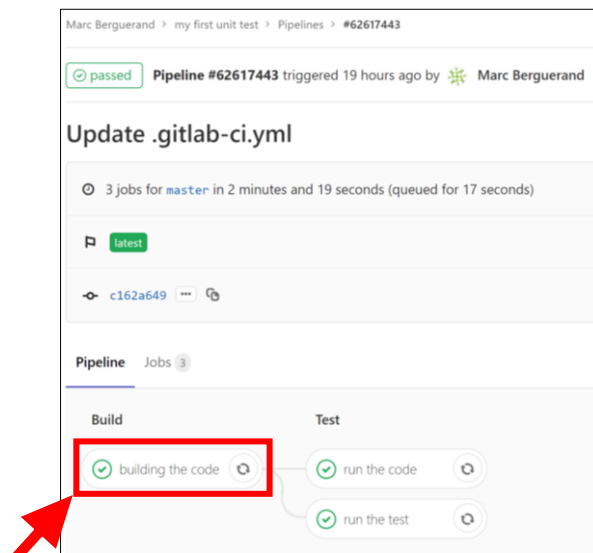 Marc Berguerand > my first unit test > Pipelines > #62617443
passed Pipeline #62617443 triggered 19 hours ago by Marc Berguerand
Update .gitlab-ci.yml
3 jobs for master in 2 minutes and 19 seconds (queued for 17 seconds)
latest
c162a649 ...
Pipeline Jobs 3
Build Test
building the code run the code
run the test